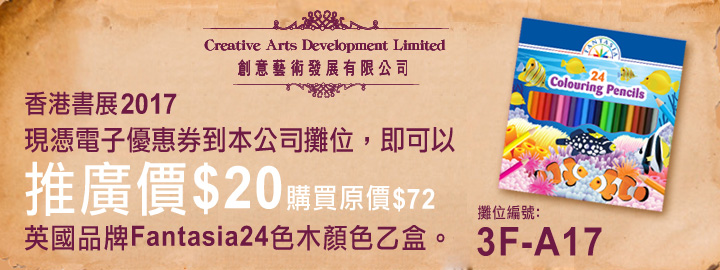 Creative Arts Development Limited
創意藝術發展有限公司
香港書展2017
現憑電子優惠券到本公司攤位，即可以
推廣價$20購買原價$72
英國品牌Fantasia24色木顏色乙盒。
FANTASIA
24
Colouring Pencils
攤位編號:
3F-A17